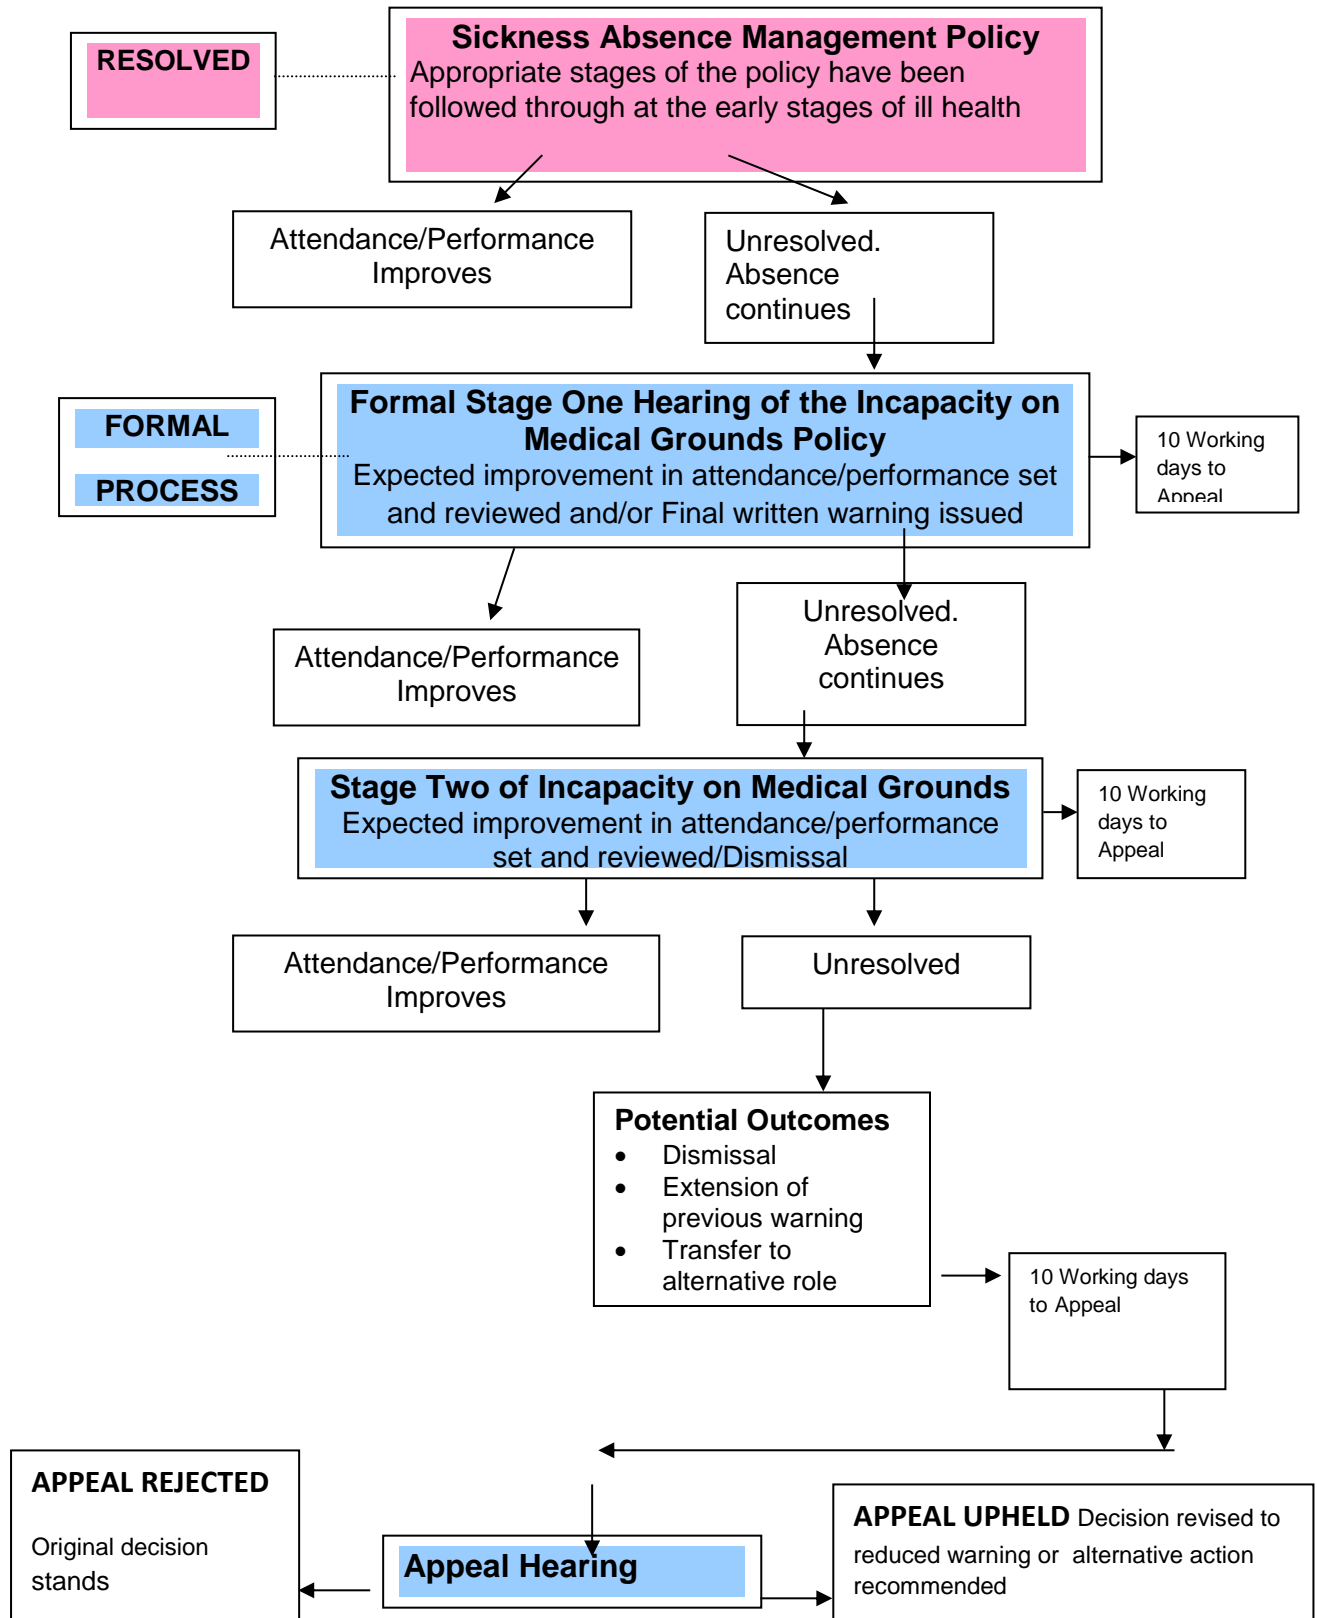 RESOLVED
Sickness Absence Management Policy
Appropriate stages of the policy have been
followed through at the early stages of ill health
Attendance/Performance
Improves
Unresolved.
Absence
continues
FORMAL
PROCESS
Formal Stage One Hearing of the Incapacity on
Medical Grounds Policy
Expected improvement in attendance/performance set
and reviewed and/or Final written warning issued
10 Working
days to
Appeal
Attendance/Performance
Improves
Unresolved.
Absence
continues
Stage Two of Incapacity on Medical Grounds
Expected improvement in attendance/performance
set and reviewed/Dismissal
10 Working
days to
Appeal
Attendance/Performance
Improves
Unresolved
Potential Outcomes
• Dismissal
• Extension of
previous warning
• Transfer to
alternative role
10 Working days
to Appeal
APPEAL REJECTED
Original decision
stands
Appeal Hearing
APPEAL UPHELD Decision revised to
reduced warning or alternative action
recommended